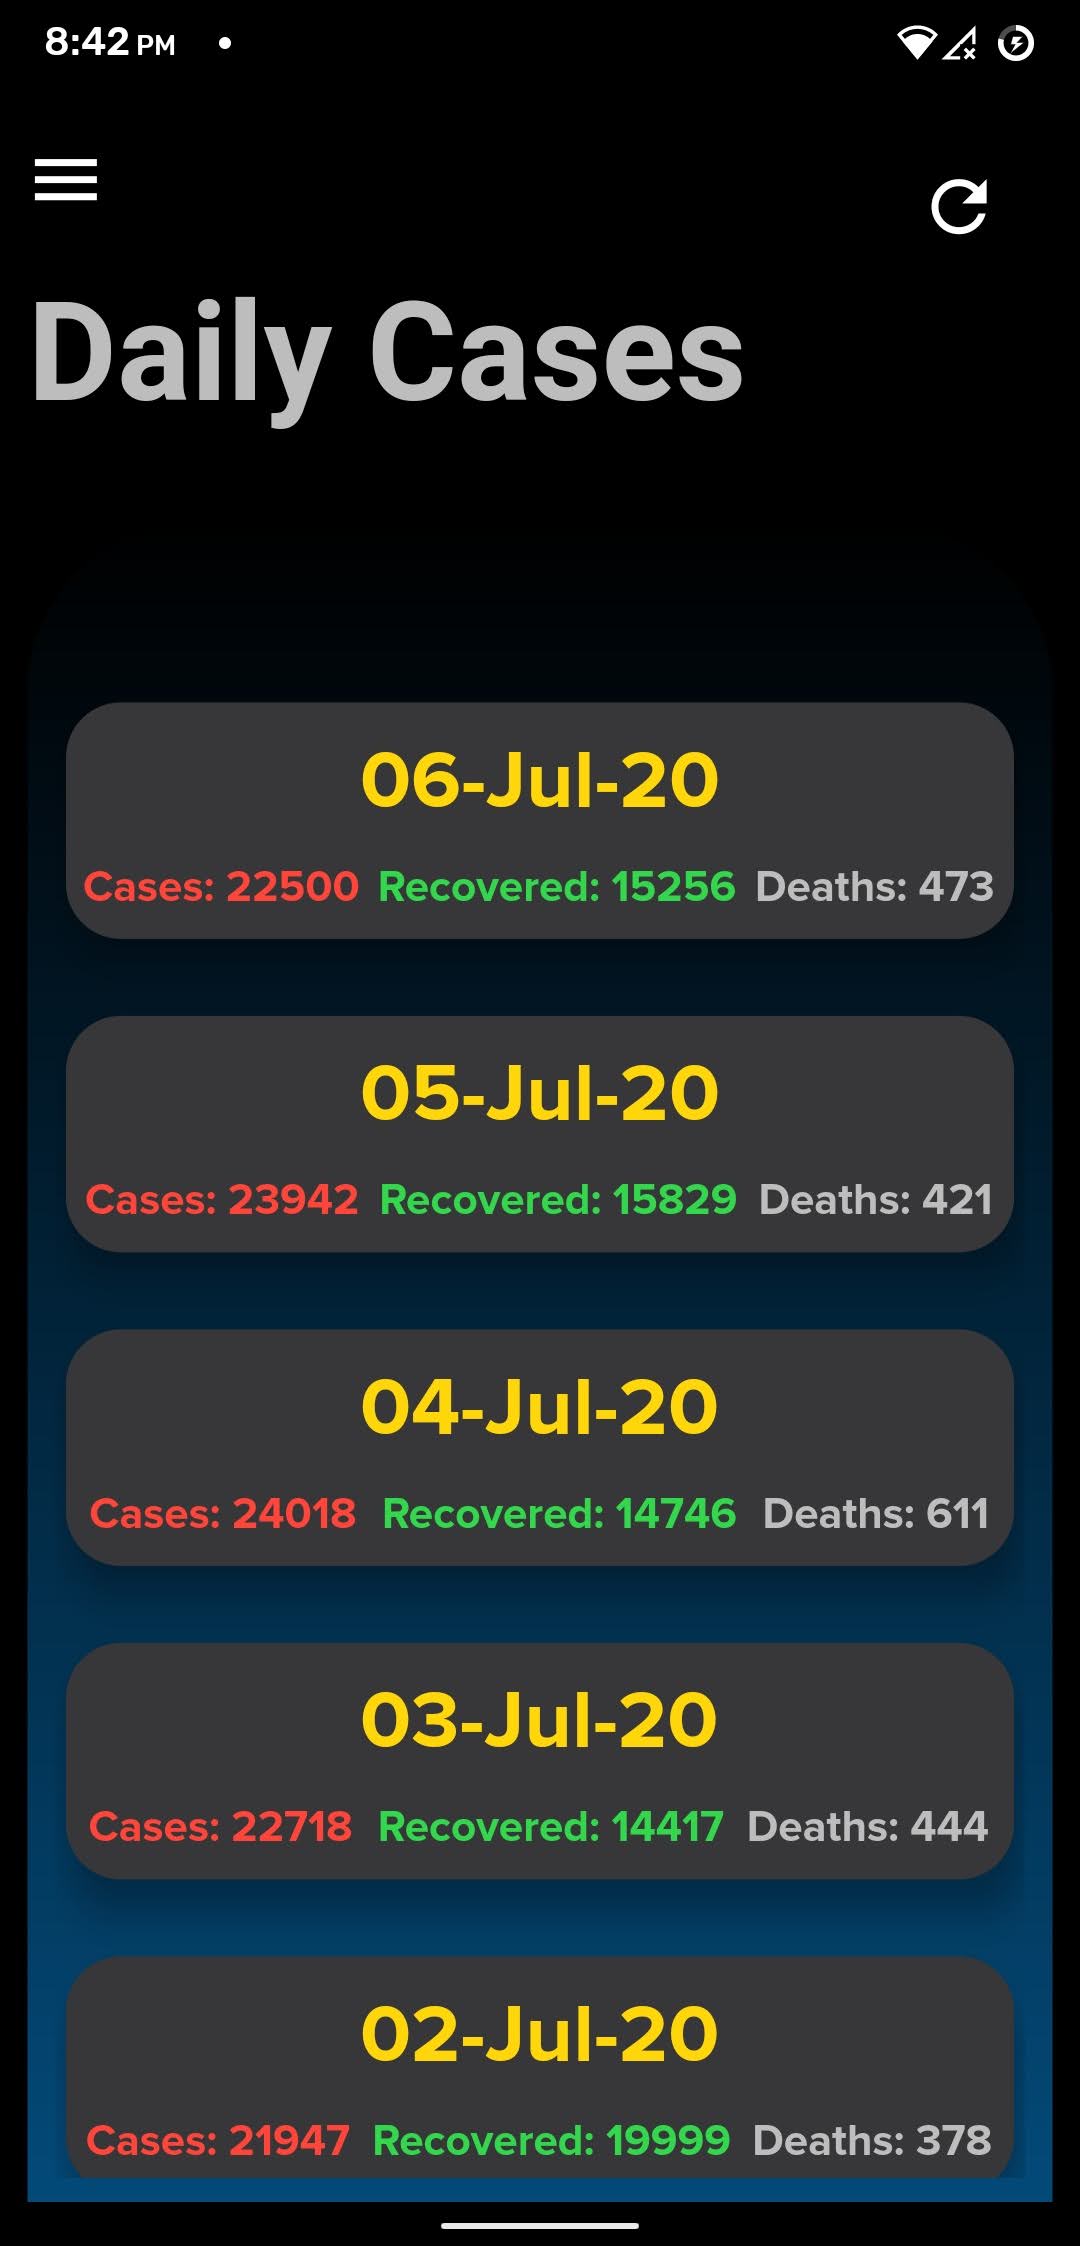 8:42 PM
Daily Cases
06-Jul-20
Cases: 22500 Recovered: 15256 Deaths: 473
05-Jul-20
Cases: 23942 Recovered: 15829 Deaths: 421
04-Jul-20
Cases: 24018 Recovered: 14746 Deaths: 611
03-Jul-20
Cases: 22718 Recovered: 14417 Deaths: 444
02-Jul-20
Cases: 21947 Recovered: 19999 Deaths: 378